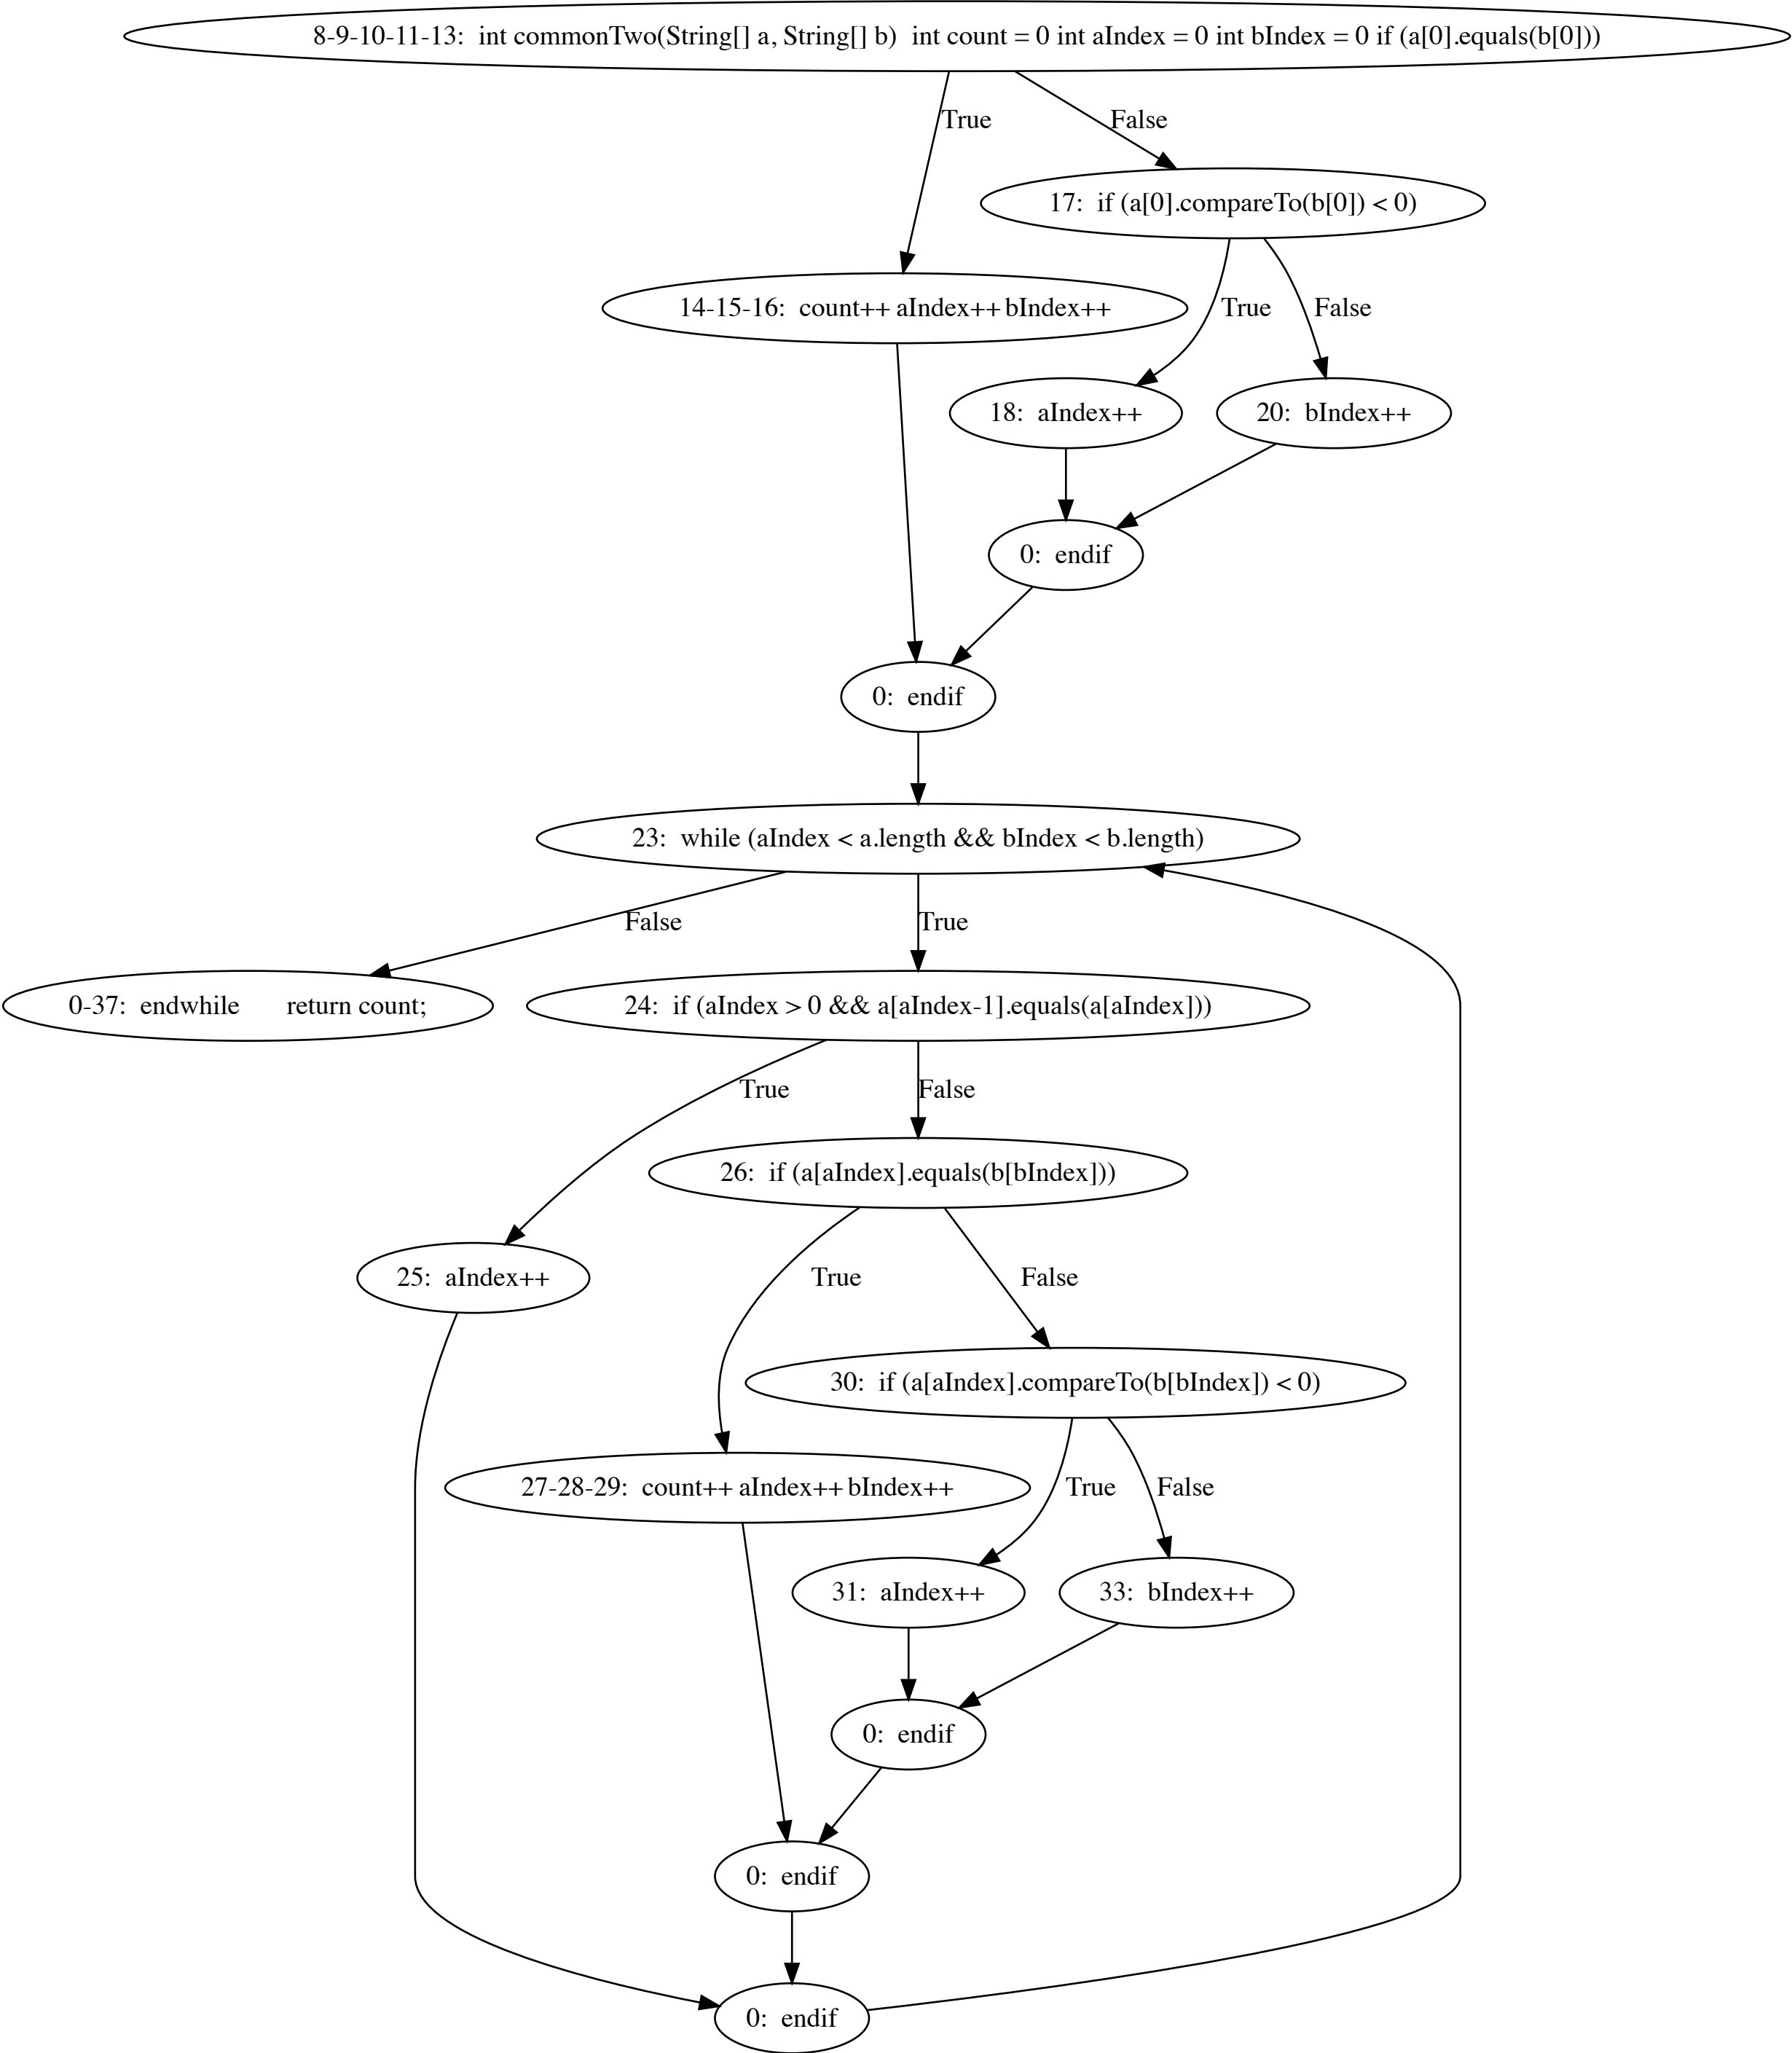 8-9-10-11-13: int commonTwo(String[] a, String[] b) int count = 0 int aIndex = 0 int bIndex = 0 if (a[0].equals(b[0]))
True
False
17: if (a[0].compareTo(b[0]) < 0)
14-15-16: count++ aIndex++ bIndex++
True
False
18: aIndex++
20: bIndex++
0: endif
0: endif
23: while (aIndex < a.length && bIndex < b.length)
False
True
0-37: endwhile return count;
24: if (aIndex > 0 && a[aIndex-1].equals(a[aIndex]))
True
False
26: if (a[aIndex].equals(b[bIndex]))
25: aIndex++
True
False
30: if (a[aIndex].compareTo(b[bIndex]) < 0)
27-28-29: count++ aIndex++ bIndex++
True
False
31: aIndex++
33: bIndex++
0: endif
0: endif
0: endif